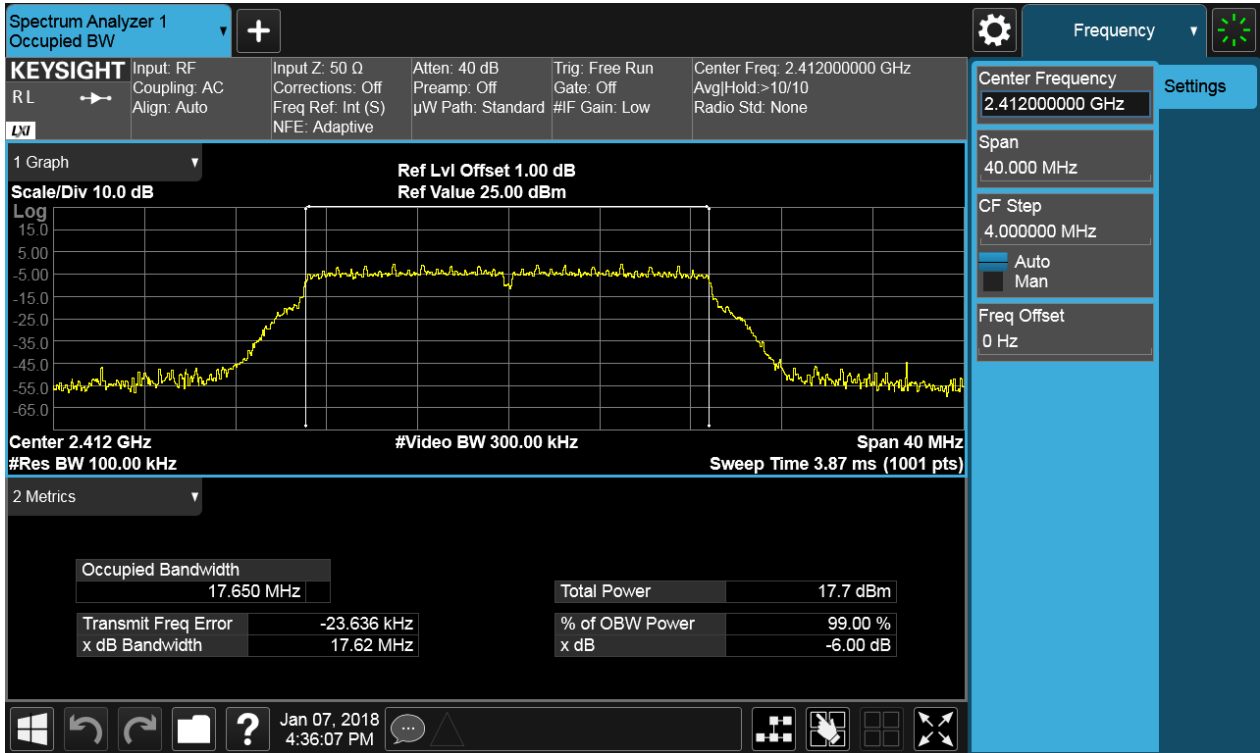 Spectrum Analyzer 1
Occupied BW
+
Frequency
KEYSIGHT
RL
LXI
Input: RF
Coupling: AC
Align: Auto
Input Z: 50 Ω
Corrections: Off
Freq Ref: Int (S)
NFE: Adaptive
Atten: 40 dB
Preamp: Off
µW Path: Standard
Trig: Free Run
Gate: Off
#IF Gain: Low
Center Freq: 2.412000000 GHz
Avg|Hold:>10/10
Radio Std: None
Center Frequency
2.412000000 GHz
Settings
Span
40.000 MHz
CF Step
4.000000 MHz
Auto
Man
Freq Offset
0 Hz
1 Graph
Scale/Div 10.0 dB
Ref Lvl Offset 1.00 dB
Ref Value 25.00 dBm
Log
15.0
5.00
-5.00
-15.0
-25.0
-35.0
-45.0
-55.0
-65.0
Center 2.412 GHz
#Video BW 300.00 kHz
Span 40 MHz
#Res BW 100.00 kHz
Sweep Time 3.87 ms (1001 pts)
2 Metrics
Occupied Bandwidth
17.650 MHz
Total Power 17.7 dBm
Transmit Freq Error -23.636 kHz
% of OBW Power 99.00 %
x dB Bandwidth 17.62 MHz
x dB -6.00 dB
?
Jan 07, 2018
4:36:07 PM